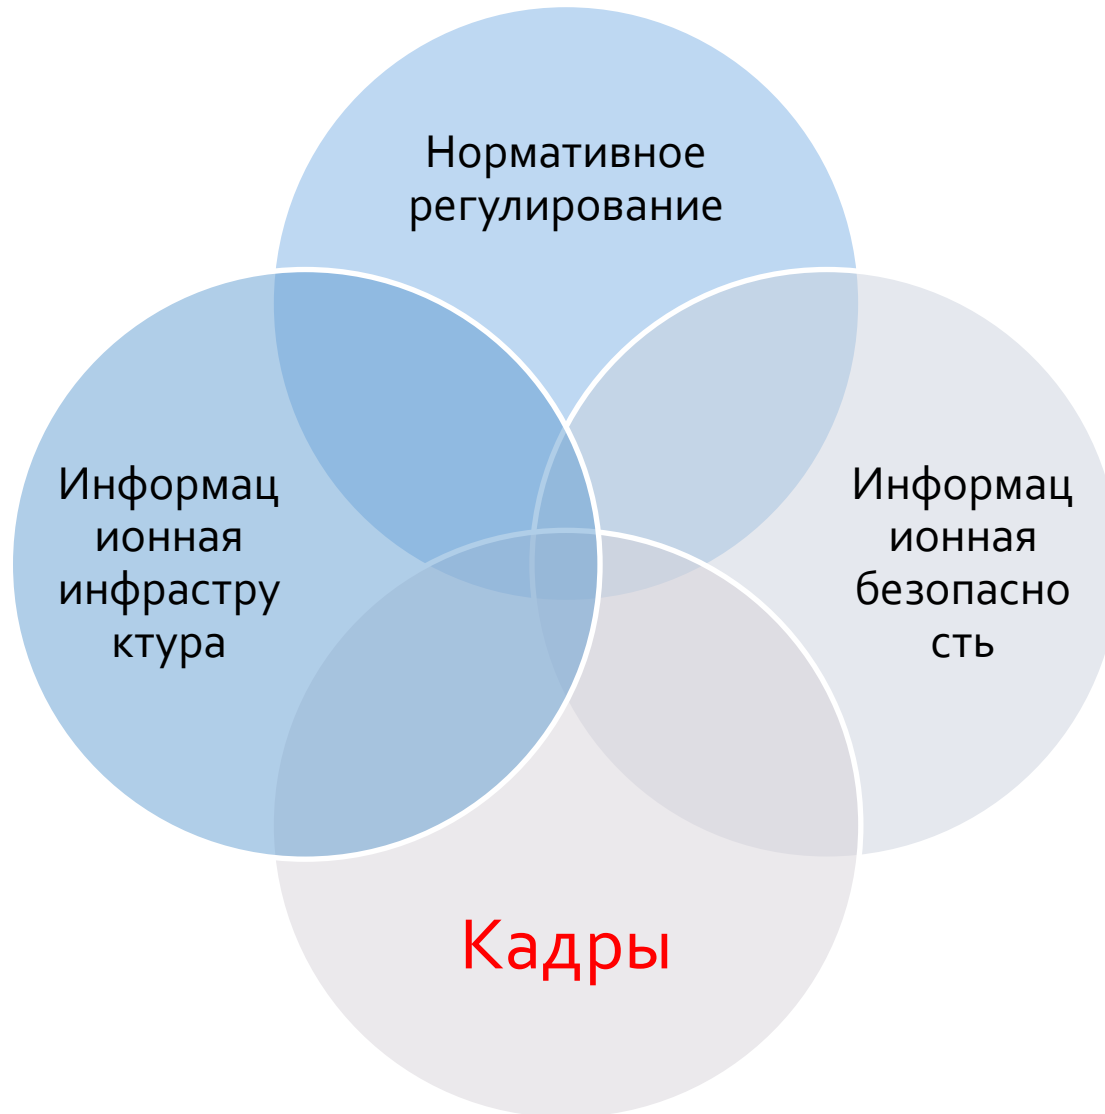 Нормативное
регулирование
Информац
ионная
инфрастру
ктура
Информац
ионная
безопасно
сть
Кадры